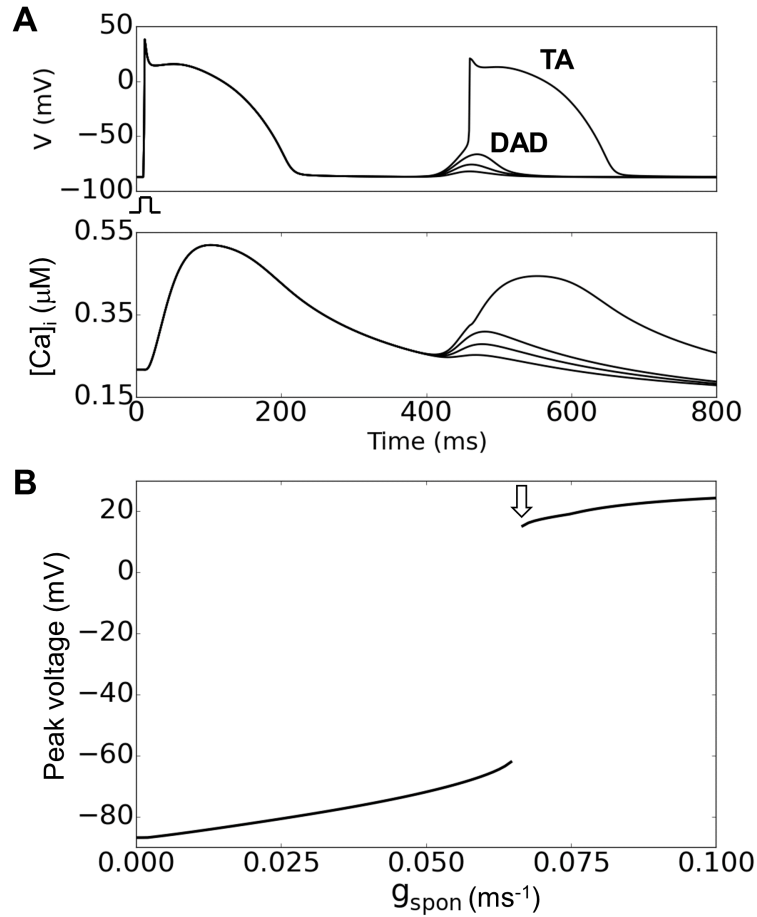 A
V (mV)
50
0
−50
−100
TA
DAD
[Ca]i (μM)
0.55
0.35
0.15
0 200 400 600 800
Time (ms)
B
Peak voltage (mV)
20
0
−20
−40
−60
−80
0.000 0.025 0.050 0.075 0.100
gspon (ms-1)